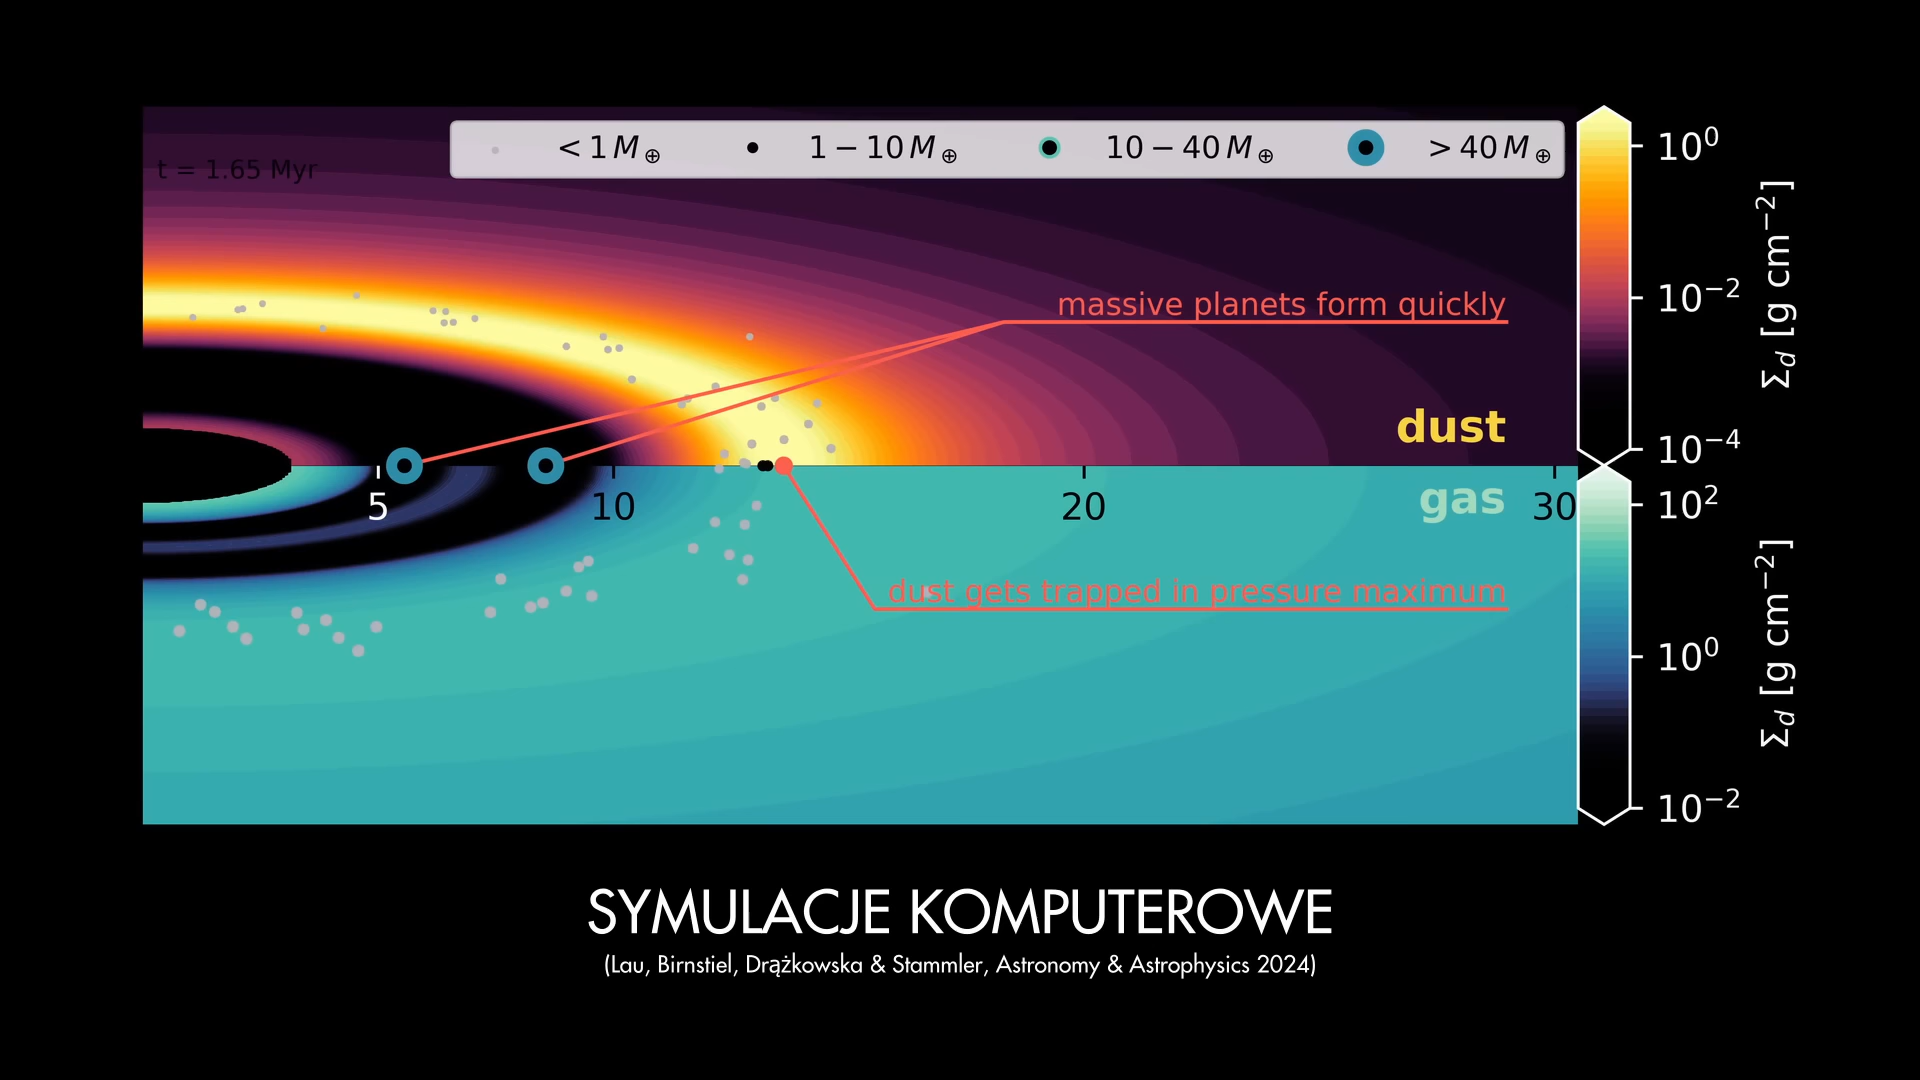 t = 1.65 Myr
< 1 M⊕
1 − 10 M⊕
10 − 40 M⊕
> 40 M⊕
massive planets form quickly
dust
gas
5
10
20
30
dust gets trapped in pressure maximum
10⁰
10⁻²
10⁻⁴
Σd [g cm⁻²]
10²
10⁰
10⁻²
Σd [g cm⁻²]
SYMULACJE KOMPUTEROWE
(Lau, Birnstiel, Drążkowska & Stammler, Astronomy & Astrophysics 2024)